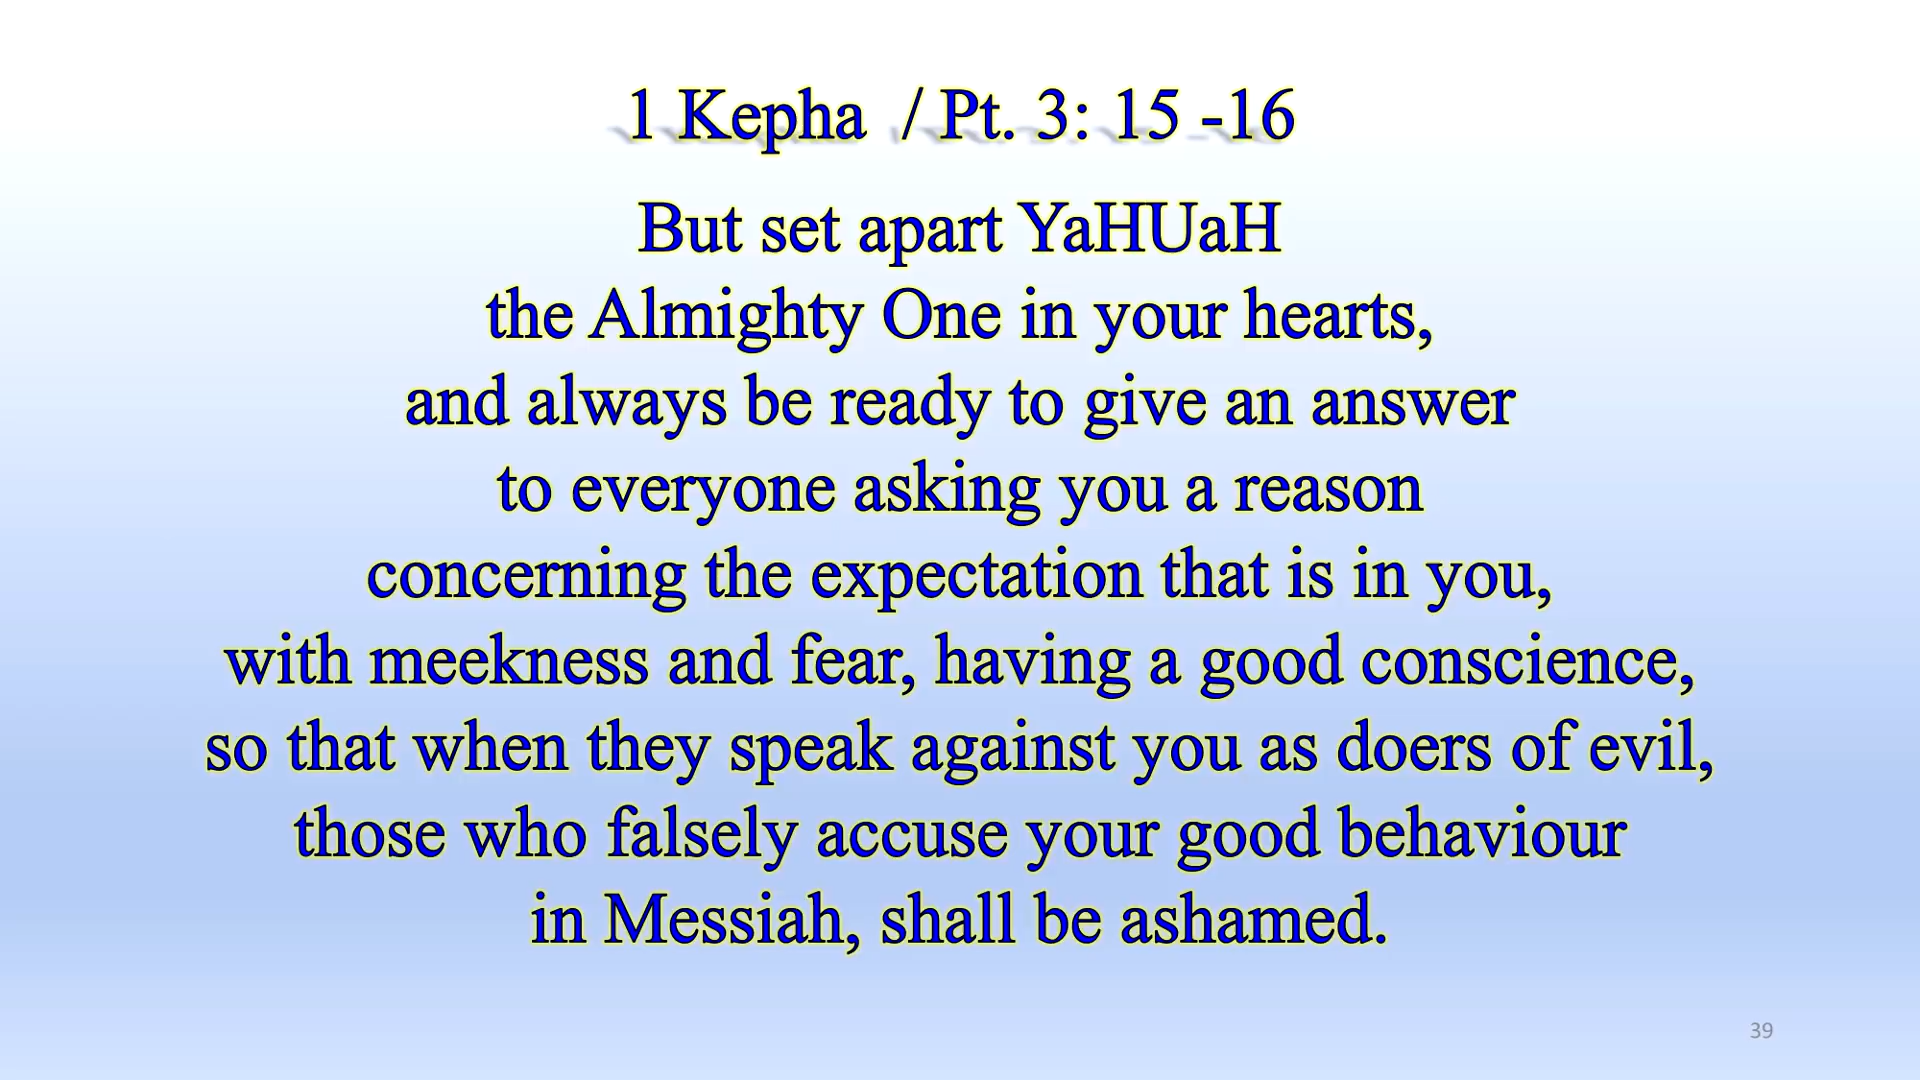 1 Kepha  / Pt. 3: 15 -16
But set apart YaHUaH
the Almighty One in your hearts,
and always be ready to give an answer
to everyone asking you a reason
concerning the expectation that is in you,
with meekness and fear, having a good conscience,
so that when they speak against you as doers of evil,
those who falsely accuse your good behaviour
in Messiah, shall be ashamed.
39